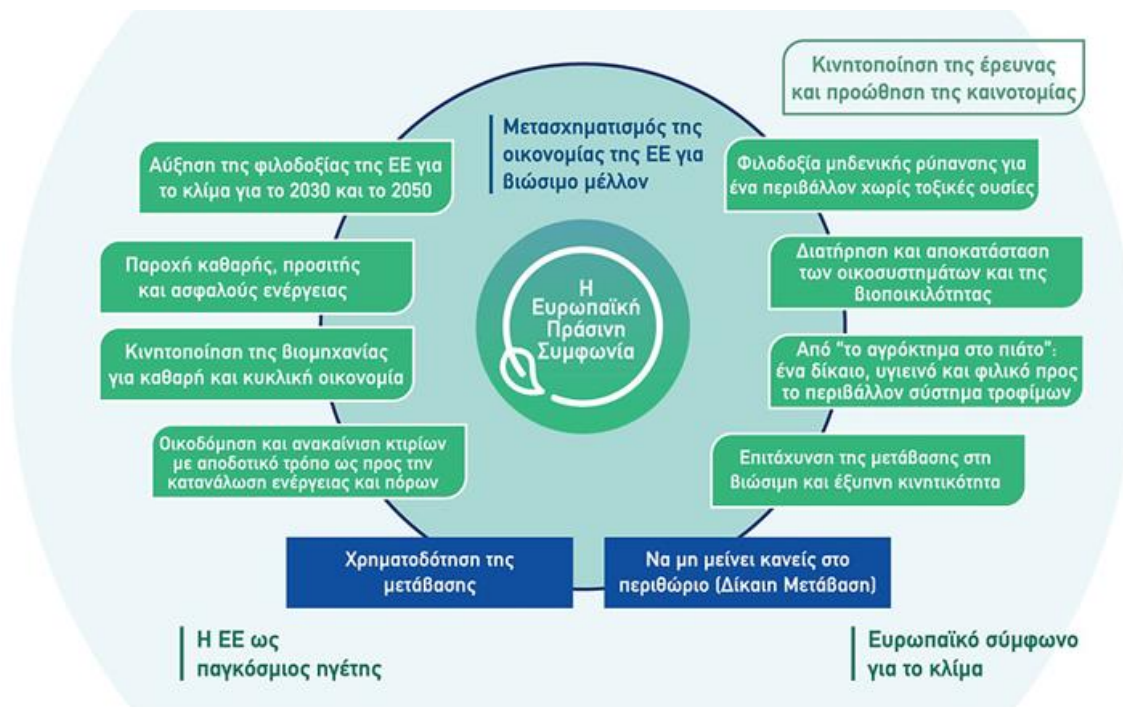 Κινητοποίηση της έρευνας
και προώθηση της καινοτομίας
Μετασχηματισμός της
οικονομίας της ΕΕ για
βιώσιμο μέλλον
Αύξηση της φιλοδοξίας της ΕΕ για
το κλίμα για το 2030 και το 2050
Φιλοδοξία μηδενικής ρύπανσης για
ένα περιβάλλον χωρίς τοξικές ουσίες
Παροχή καθαρής, προσιτής
και ασφαλούς ενέργειας
Διατήρηση και αποκατάσταση
των οικοσυστημάτων και της
βιοποικιλότητας
Η
Ευρωπαϊκή
Πράσινη
Συμφωνία
Κινητοποίηση της βιομηχανίας
για καθαρή και κυκλική οικονομία
Από “το αγρόκτημα στο πιάτο”:
ένα δίκαιο, υγιεινό και φιλικό προς
το περιβάλλον σύστημα τροφίμων
Οικοδόμηση και ανακαίνιση κτιρίων
με αποδοτικό τρόπο ως προς την
κατανάλωση ενέργειας και πόρων
Επιτάχυνση της μετάβασης στη
βιώσιμη και έξυπνη κινητικότητα
Χρηματοδότηση της
μετάβασης
Να μη μείνει κανείς στο
περιθώριο (Δίκαιη Μετάβαση)
Η ΕΕ ως
παγκόσμιος ηγέτης
Ευρωπαϊκό σύμφωνο
για το κλίμα